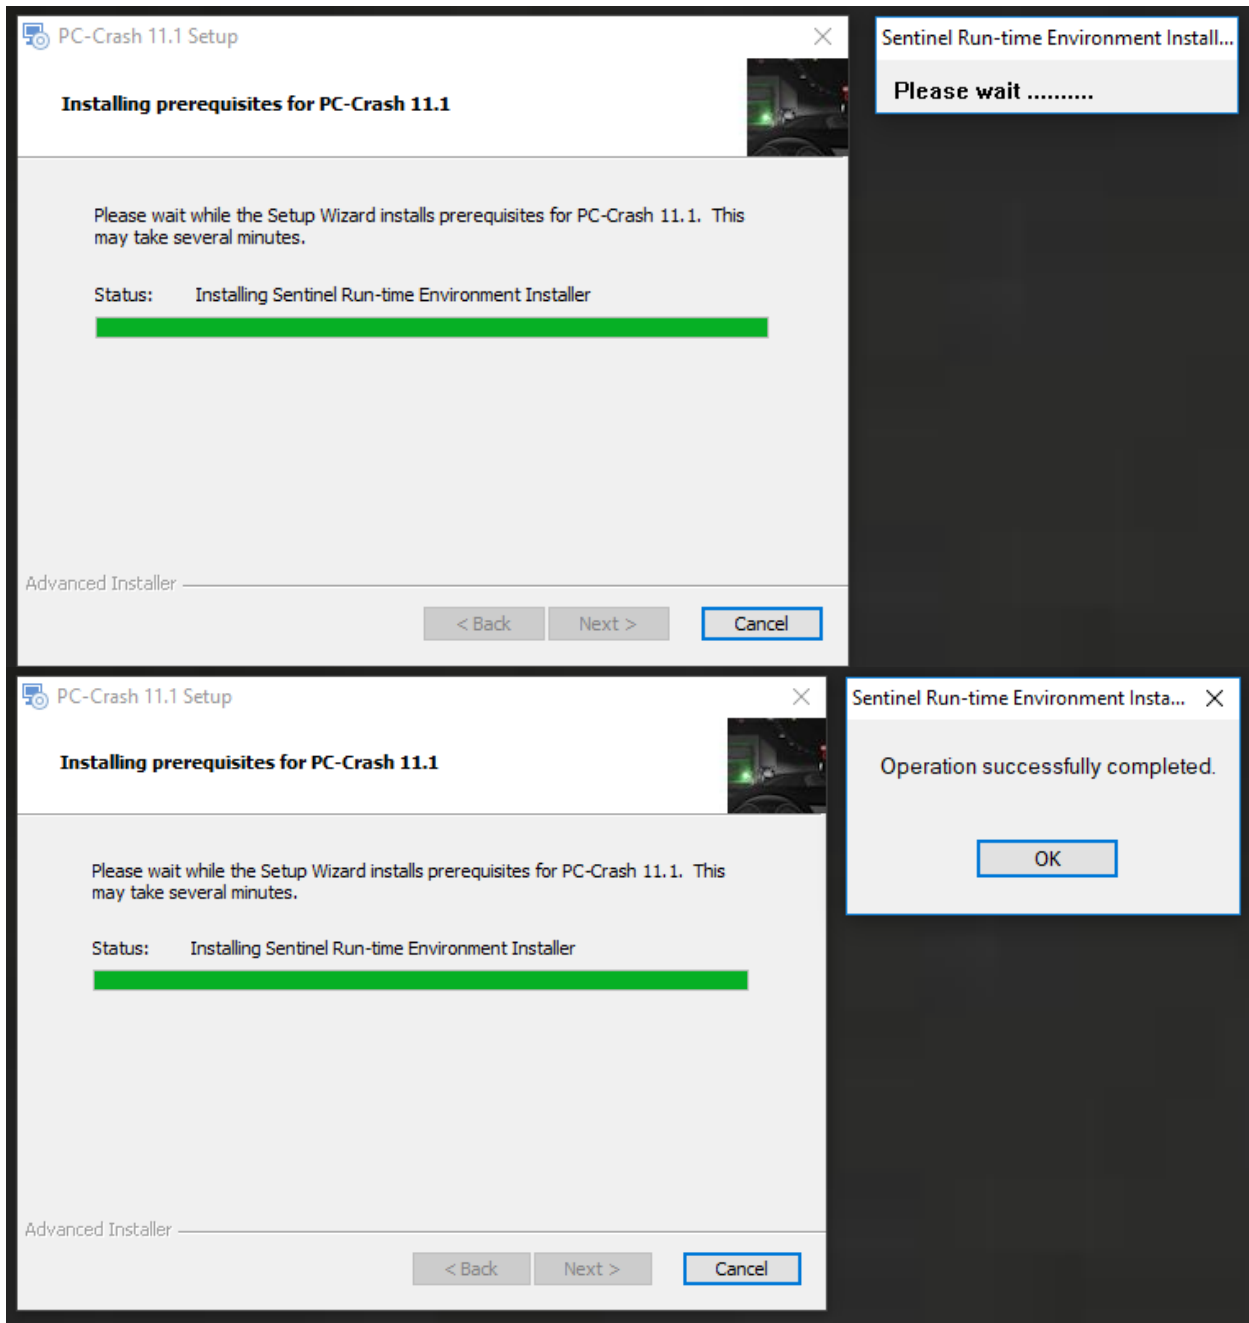 PC-Crash 11.1 Setup
Installing prerequisites for PC-Crash 11.1
Please wait while the Setup Wizard installs prerequisites for PC-Crash 11.1. This
may take several minutes.
Status: Installing Sentinel Run-time Environment Installer
Advanced Installer
< Back Next > Cancel
Sentinel Run-time Environment Install...
Please wait ..........
PC-Crash 11.1 Setup
Installing prerequisites for PC-Crash 11.1
Please wait while the Setup Wizard installs prerequisites for PC-Crash 11.1. This
may take several minutes.
Status: Installing Sentinel Run-time Environment Installer
Advanced Installer
< Back Next > Cancel
Sentinel Run-time Environment Insta...
Operation successfully completed.
OK